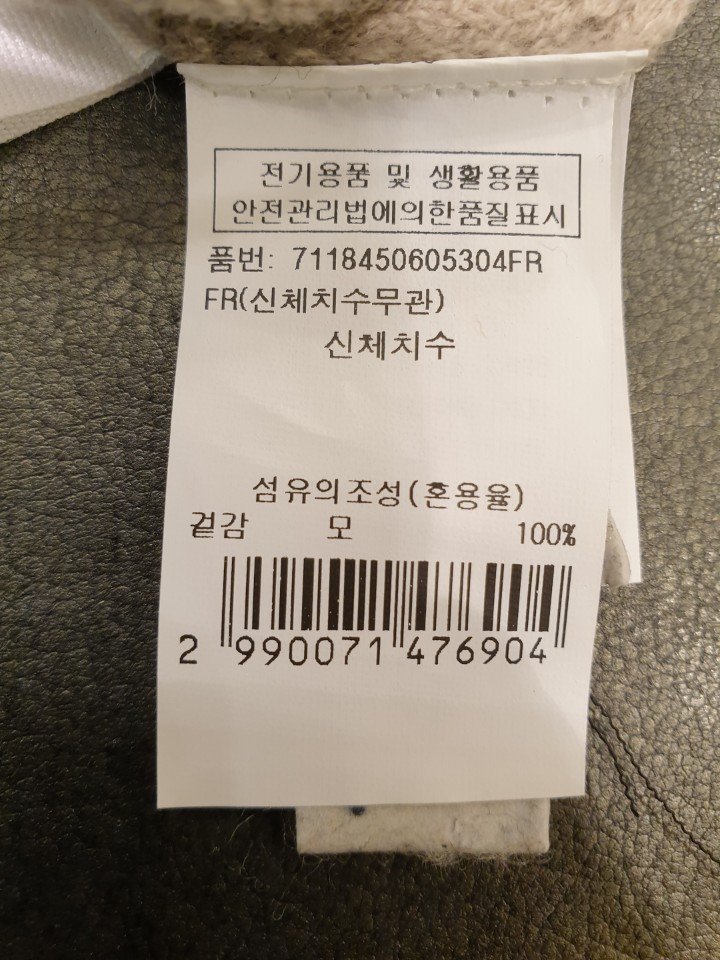 전기용품 및 생활용품
안전관리법에의한품질표시
품번: 7118450605304FR
FR(신체치수무관)
신체치수
섬유의조성(혼용율)
겉감 모 100%
2 990071 476904